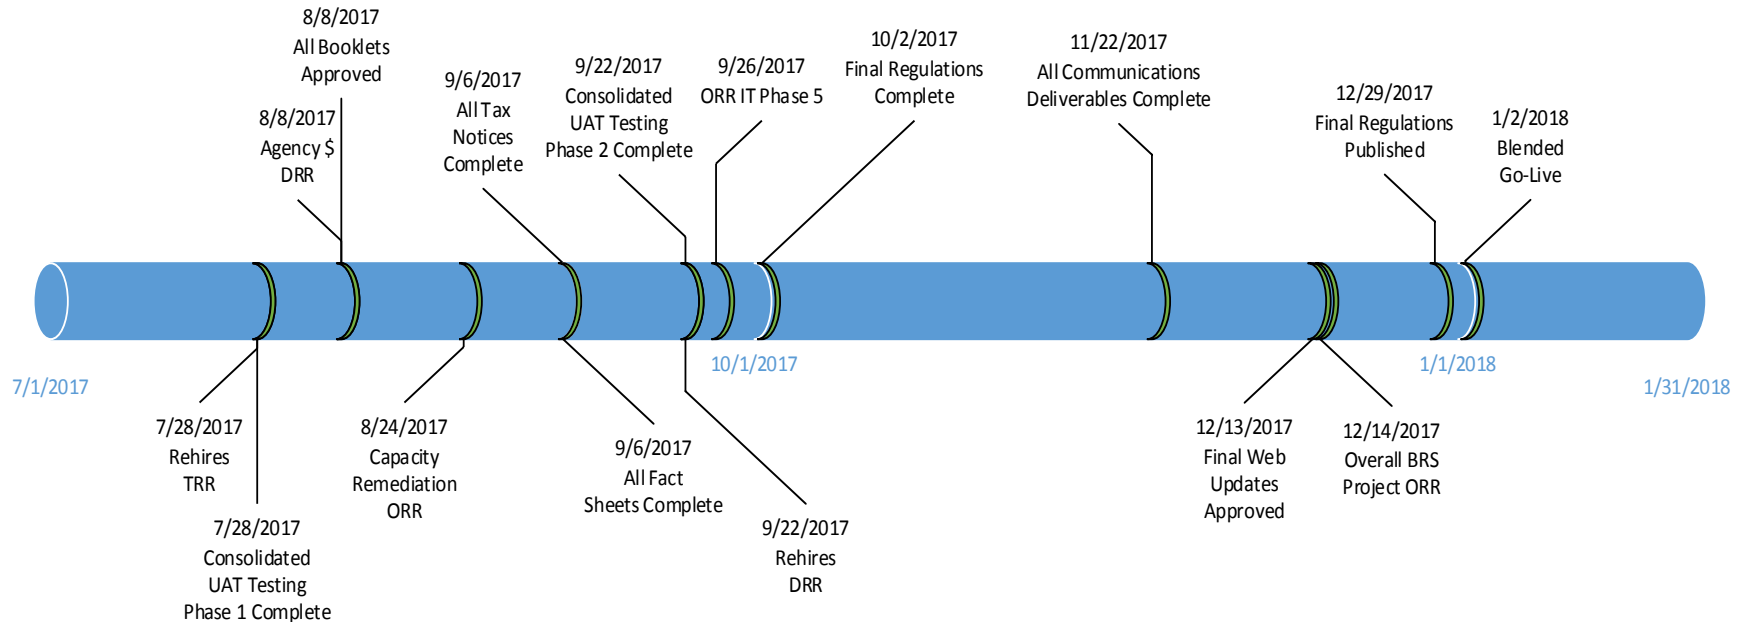 8/8/2017
All Booklets
Approved
8/8/2017
Agency $
DRR
9/6/2017
All Tax
Notices
Complete
9/22/2017
Consolidated
UAT Testing
Phase 2 Complete
9/26/2017
ORR IT Phase 5
10/2/2017
Final Regulations
Complete
11/22/2017
All Communications
Deliverables Complete
12/29/2017
Final Regulations
Published
1/2/2018
Blended
Go-Live
7/1/2017
10/1/2017
1/1/2018
1/31/2018
7/28/2017
Rehires
TRR
7/28/2017
Consolidated
UAT Testing
Phase 1 Complete
8/24/2017
Capacity
Remediation
ORR
9/6/2017
All Fact
Sheets Complete
9/22/2017
Rehires
DRR
12/13/2017
Final Web
Updates
Approved
12/14/2017
Overall BRS
Project ORR